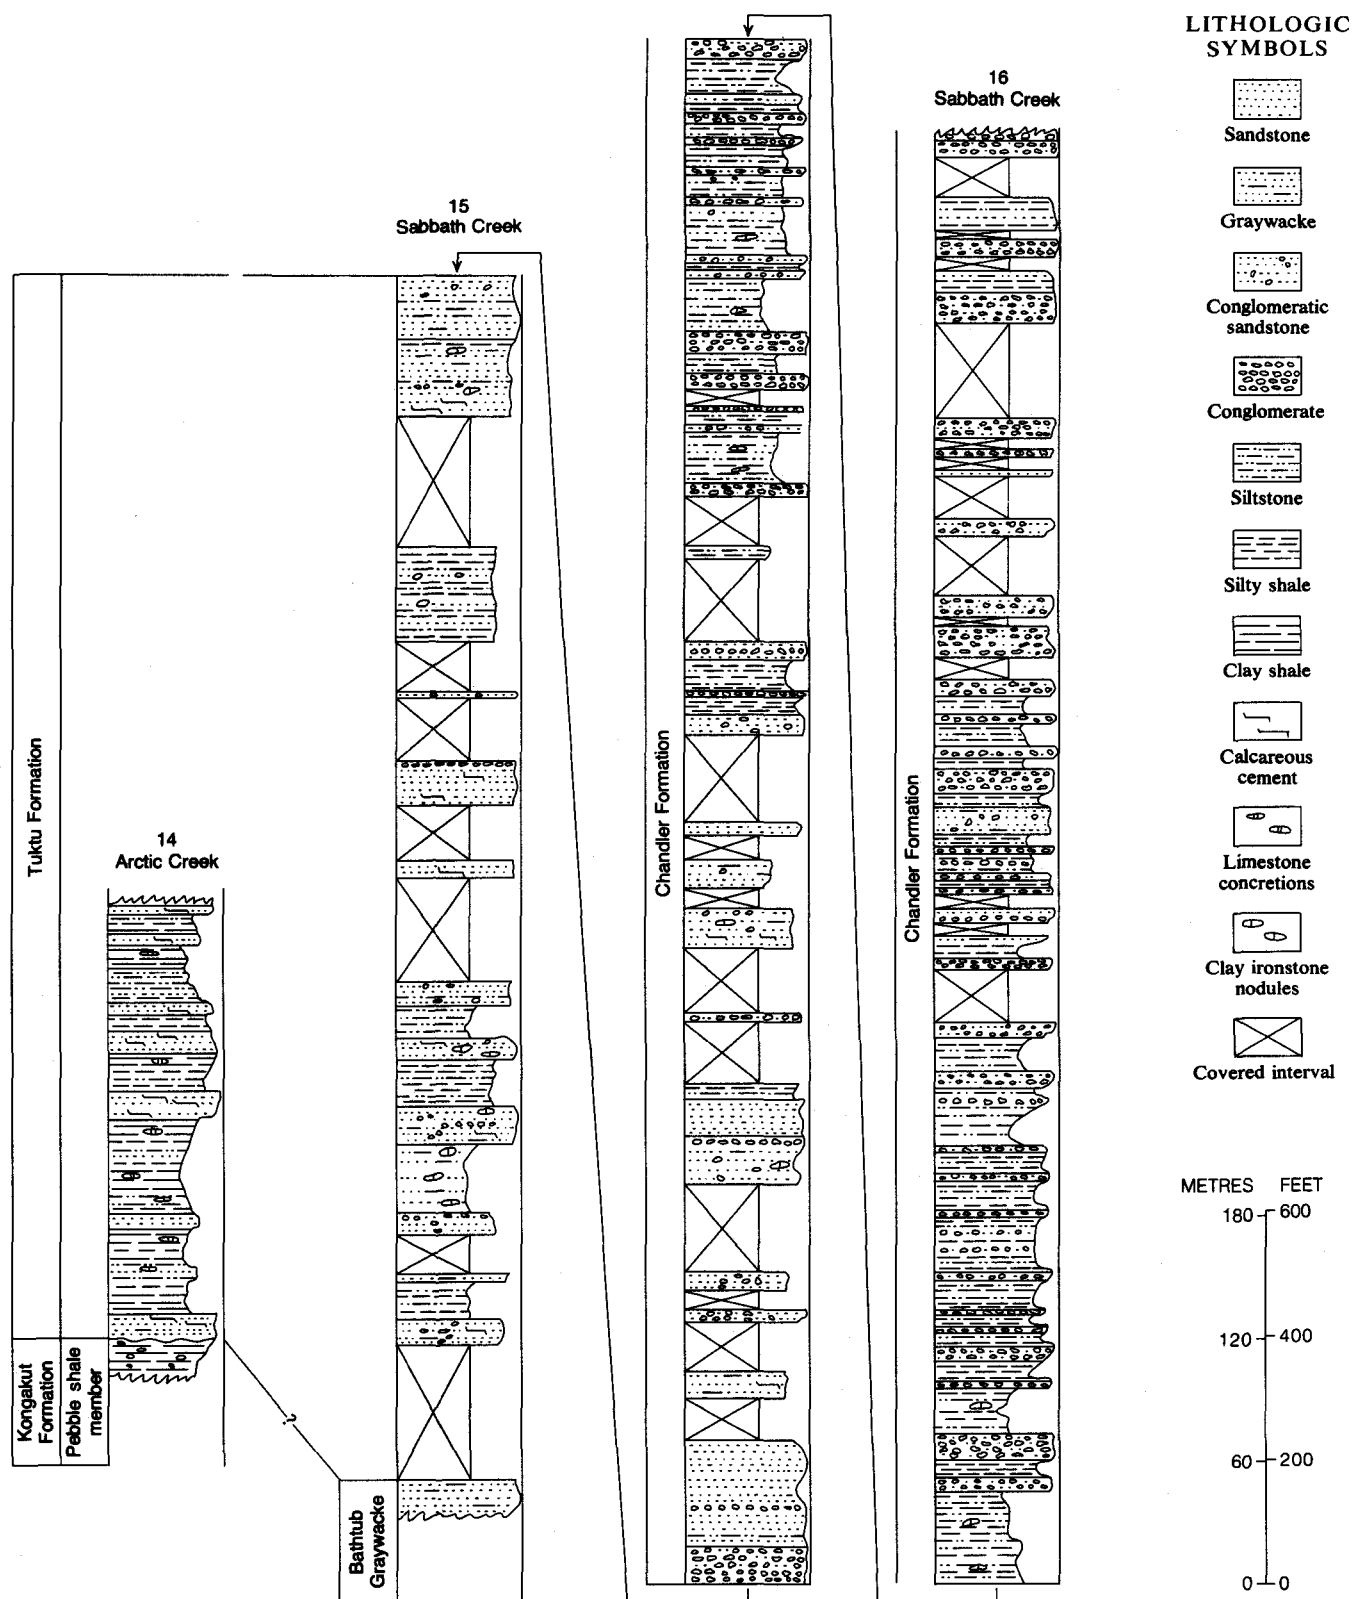 LITHOLOGIC
SYMBOLS
Sandstone
Graywacke
Conglomeratic
sandstone
Conglomerate
Siltstone
Silty shale
Clay shale
Calcareous
cement
Limestone
concretions
Clay ironstone
nodules
Covered interval
METRES FEET
180 600
120 400
60 200
0 0
16
Sabbath Creek
Chandler Formation
Chandler Formation
15
Sabbath Creek
14
Arctic Creek
Tuktu Formation
Kongakut
Formation
Pebble shale
member
?
Bathtub
Graywacke